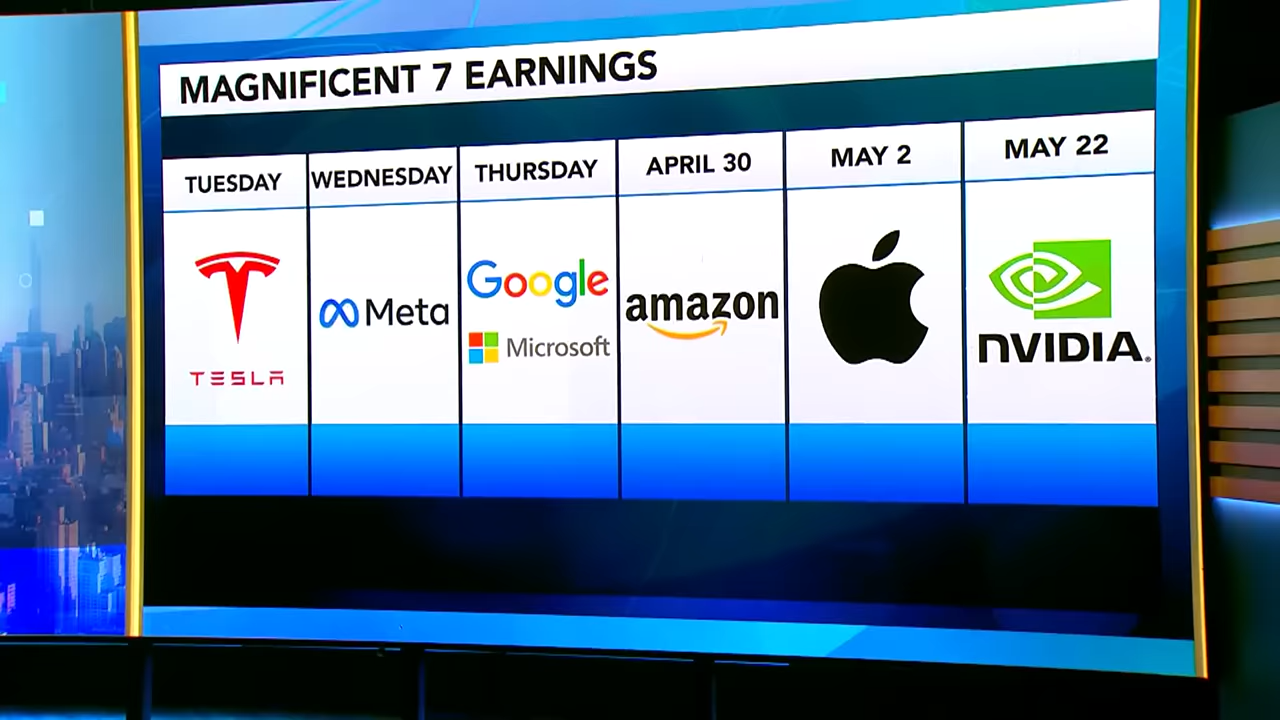 MAGNIFICENT 7 EARNINGS
TUESDAY
WEDNESDAY
THURSDAY
APRIL 30
MAY 2
MAY 22
TESLA
Meta
Google
Microsoft
amazon
NVIDIA.